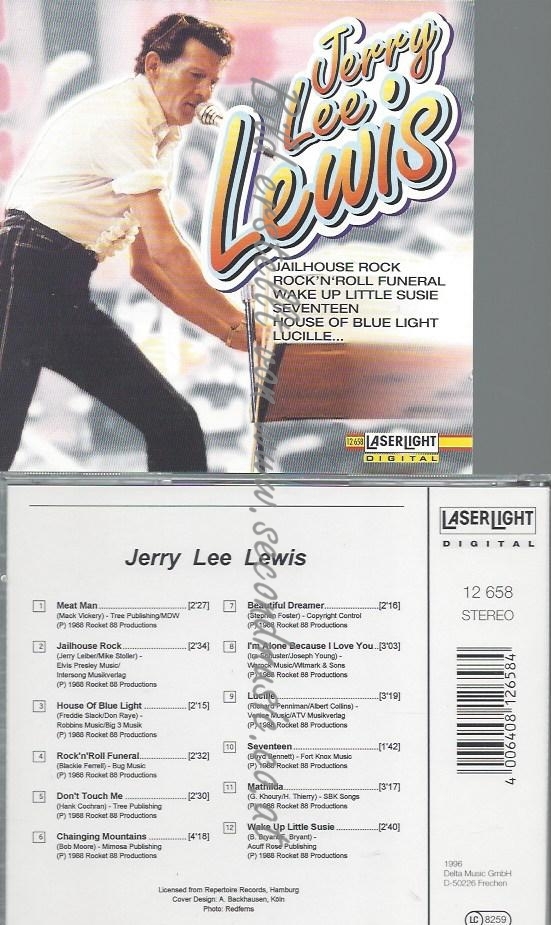 Jerry
Lee
Lewis
JAILHOUSE ROCK
ROCK'N'ROLL FUNERAL
WAKE UP LITTLE SUSIE
SEVENTEEN
HOUSE OF BLUE LIGHT
LUCILLE...
12 658 LASERLIGHT
DIGITAL
Jerry Lee Lewis
1 Meat Man [2'27]
(Mack Vickery) - Tree Publishing/MDW
(P) 1988 Rocket 88 Productions
2 Jailhouse Rock [2'34]
(Jerry Leiber/Mike Stoller) -
Elvis Presley Music/
Intersong Musikverlag
(P) 1988 Rocket 88 Productions
3 House Of Blue Light [2'15]
(Freddie Slack/Don Raye) -
Robbins Music/Big 3 Musik
(P) 1988 Rocket 88 Productions
4 Rock'n'Roll Funeral [2'32]
(Blackie Ferrell) - Bug Music
(P) 1988 Rocket 88 Productions
5 Don't Touch Me [2'30]
(Hank Cochran) - Tree Publishing
(P) 1988 Rocket 88 Productions
6 Chainging Mountains [4'18]
(Bob Moore) - Mimosa Publishing
(P) 1988 Rocket 88 Productions
7 Beautiful Dreamer [2'16]
(Stephen Foster) - Copyright Control
(P) 1988 Rocket 88 Productions
8 I'm Alone Because I Love You [3'03]
(Ira Schuster/Joseph Young) -
Warock Music/Witmark & Sons
(P) 1988 Rocket 88 Productions
9 Lucille [3'19]
(Richard Penniman/Albert Collins) -
Venice Music/ATV Musikverlag
(P) 1988 Rocket 88 Productions
10 Seventeen [1'42]
(Boyd Bennett) - Fort Knox Music
(P) 1988 Rocket 88 Productions
11 Mathilda [3'17]
(G. Khoury/H. Thierry) - SBK Songs
(P) 1988 Rocket 88 Productions
12 Wake Up Little Susie [2'40]
(B. Bryant/F. Bryant) -
Acuff Rose Publishing
(P) 1988 Rocket 88 Productions
Licensed from Repertoire Records, Hamburg
Cover Design: A. Backhausen, Köln
Photo: Redferns
LASERLIGHT
DIGITAL
12 658
STEREO
4 006408 126584
1996
Delta Music GmbH
D-50226 Frechen
LC 8259